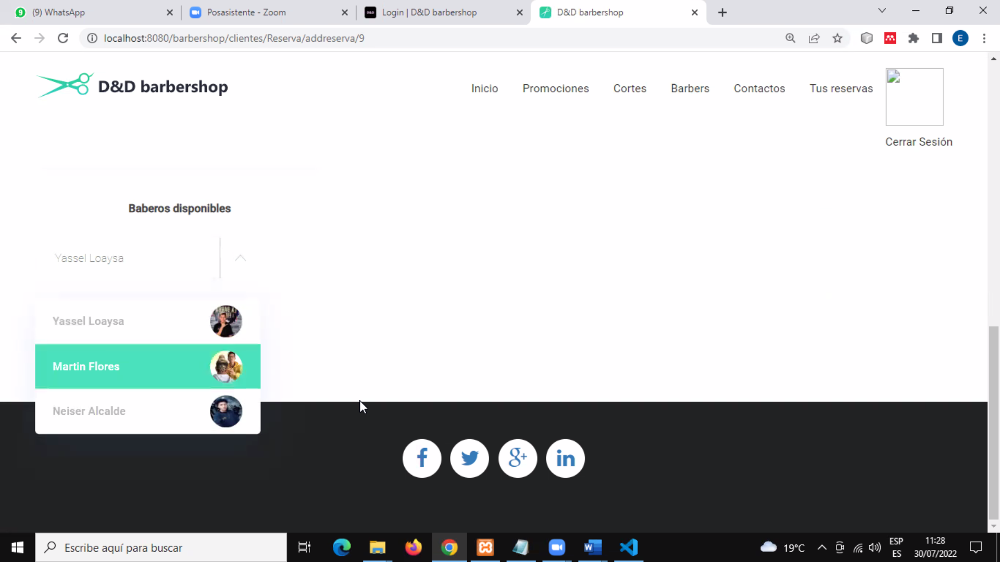 (9) WhatsApp
Posasistente - Zoom
Login | D&D barbershop
D&D barbershop
localhost:8080/barbershop/clientes/Reserva/addreserva/9
E
D&D barbershop
Inicio
Promociones
Cortes
Barbers
Contactos
Tus reservas
Cerrar Sesión
Baberos disponibles
Yassel Loaysa
Yassel Loaysa
Martin Flores
Neiser Alcalde
Escribe aquí para buscar
19°C
ESP
ES
11:28
30/07/2022